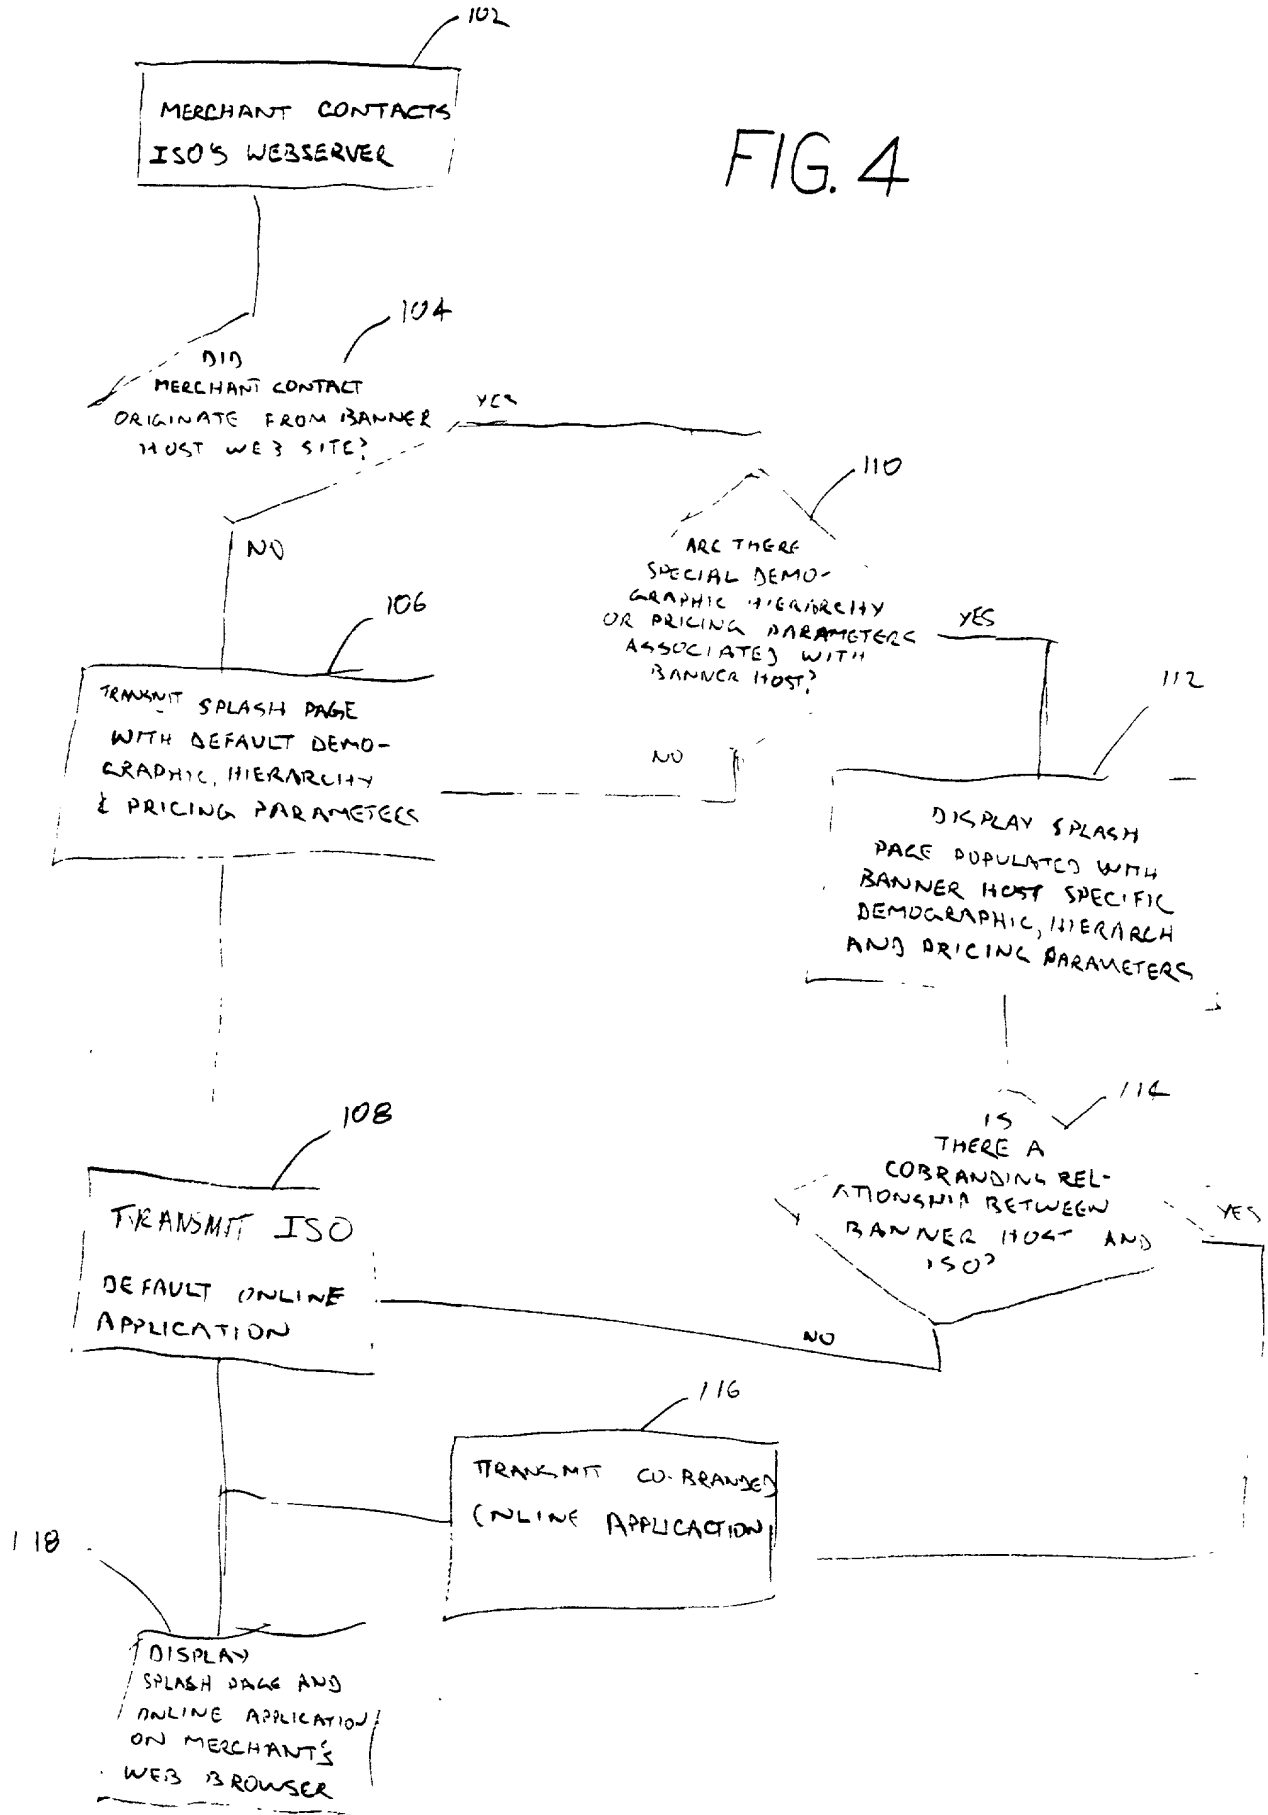 102
MERCHANT CONTACTS
ISO'S WEBSERVER
FIG. 4
104
DID
MERCHANT CONTACT
ORIGINATE FROM BANNER
HOST WEB SITE?
YES
NO
110
ARE THERE
SPECIAL DEMO-
GRAPHIC HIERARCHY
OR PRICING PARAMETERS
ASSOCIATED WITH
BANNER HOST?
YES
NO
106
TRANSMIT SPLASH PAGE
WITH DEFAULT DEMO-
GRAPHIC, HIERARCHY
& PRICING PARAMETERS
112
DISPLAY SPLASH
PAGE POPULATED WITH
BANNER HOST SPECIFIC
DEMOGRAPHIC, HIERARCH
AND PRICING PARAMETERS
114
IS
THERE A
COBRANDING REL-
ATIONSHIP BETWEEN
BANNER HOST AND
ISO?
YES
NO
108
TRANSMIT ISO
DEFAULT ONLINE
APPLICATION
116
TRANSMIT CO-BRANDED
ONLINE APPLICACTION
118
DISPLAY
SPLASH PAGE AND
ONLINE APPLICATION
ON MERCHANT'S
WEB BROWSER